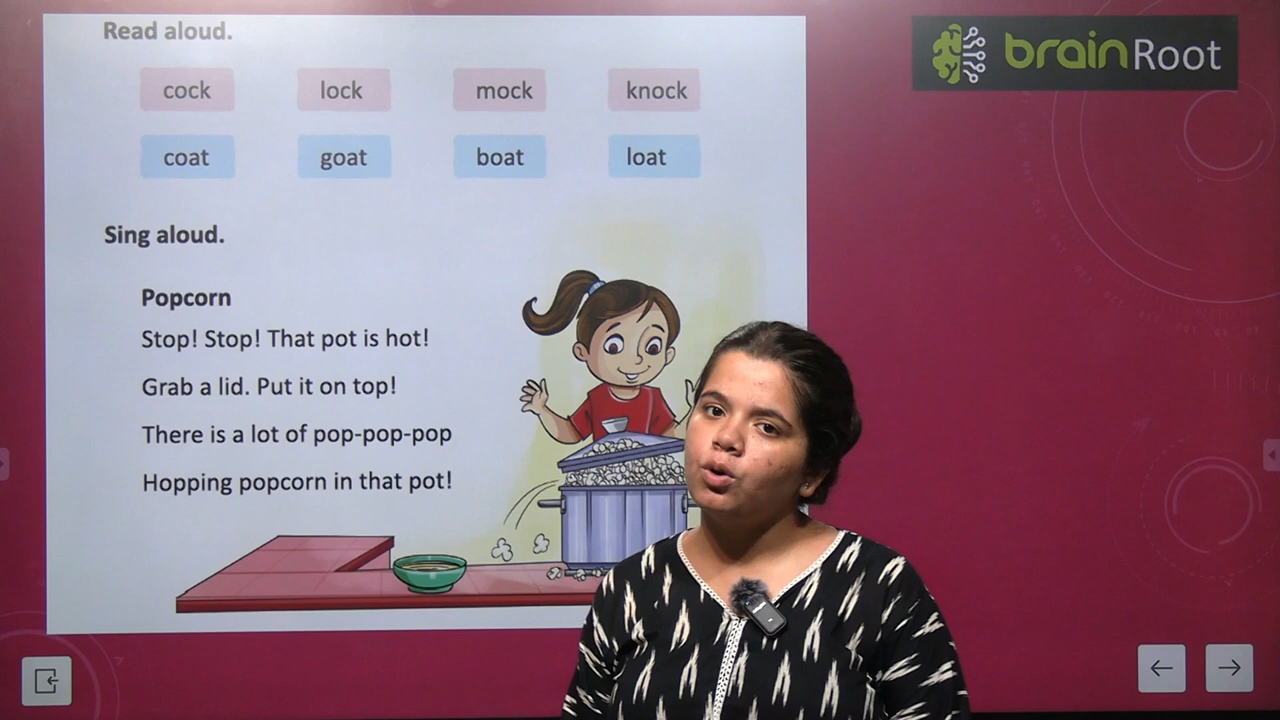 Read aloud.
cock lock mock knock
coat goat boat loat
Sing aloud.
Popcorn
Stop! Stop! That pot is hot!
Grab a lid. Put it on top!
There is a lot of pop-pop-pop
Hopping popcorn in that pot!
brainRoot